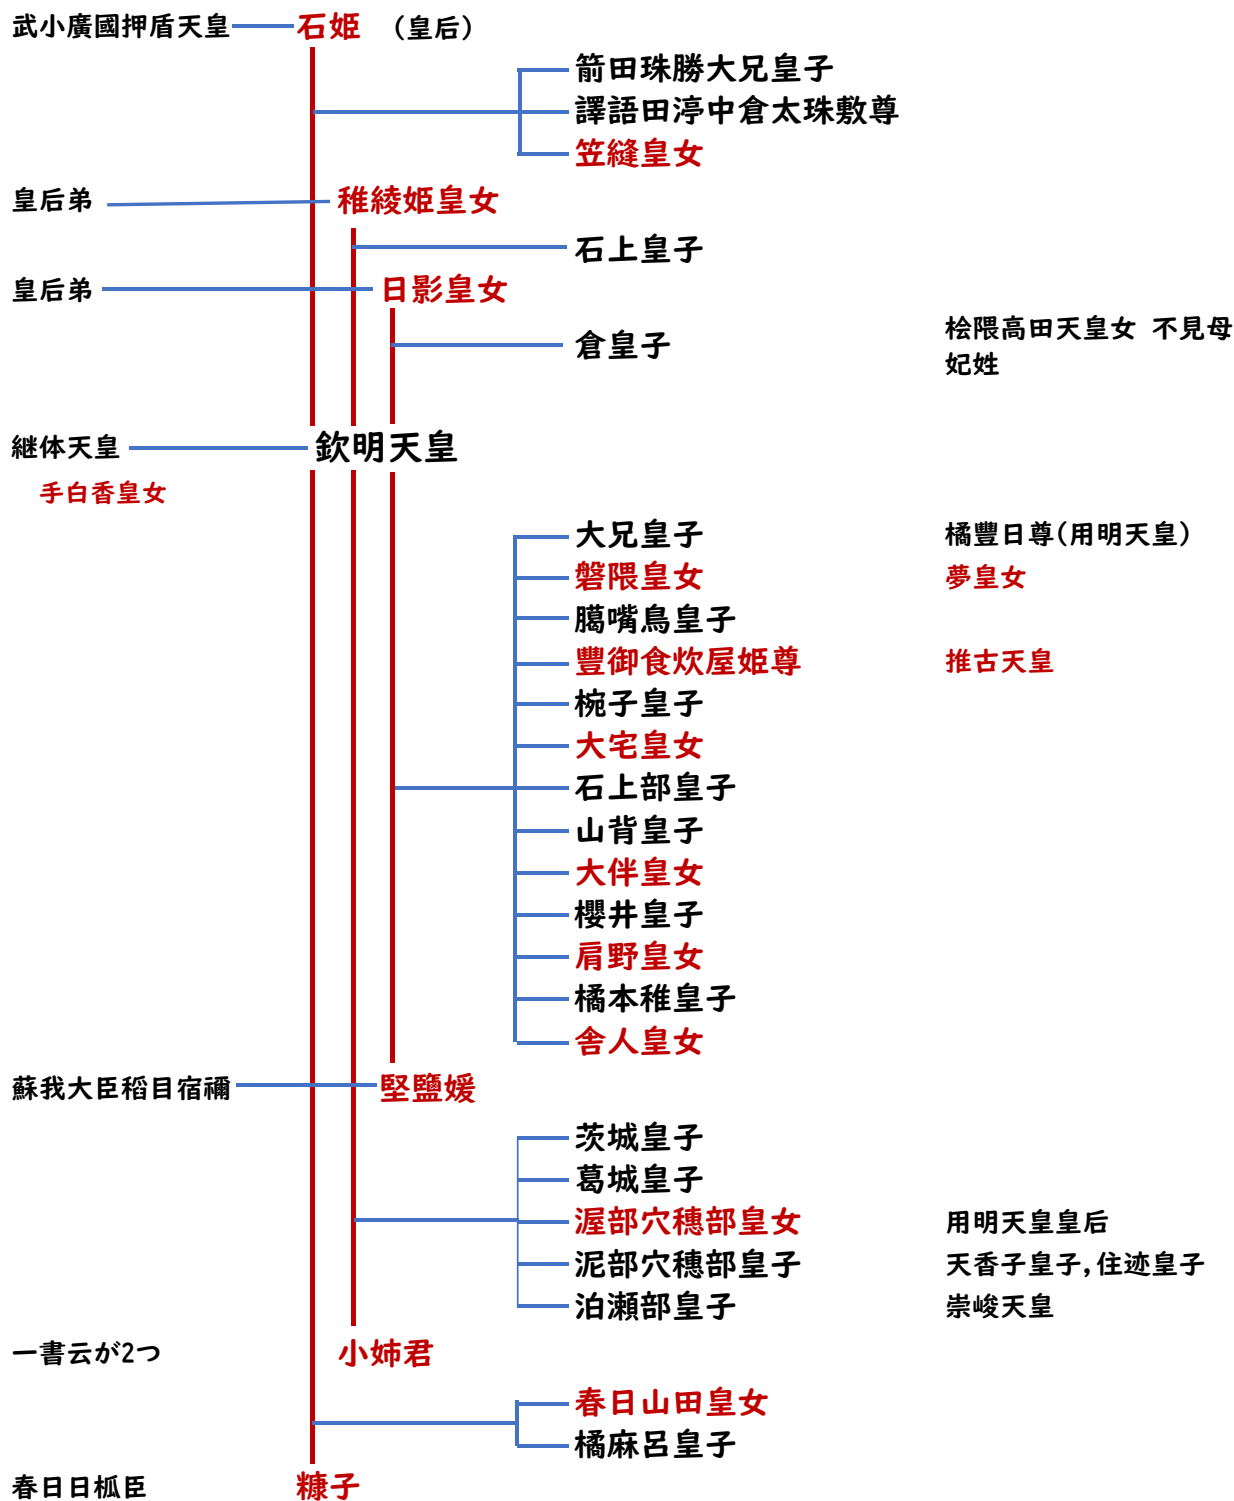 武小廣國押盾天皇 石姫 (皇后)
箭田珠勝大兄皇子
譯語田渟中倉太珠敷尊
笠縫皇女
皇后弟 稚綾姫皇女
石上皇子
皇后弟 日影皇女
倉皇子 桧隈高田天皇女 不見母
妃姓
継体天皇 欽明天皇
手白香皇女
大兄皇子 橘豐日尊(用明天皇)
磐隈皇女 夢皇女
臈嘴鳥皇子
豐御食炊屋姫尊 推古天皇
椀子皇子
大宅皇女
石上部皇子
山背皇子
大伴皇女
櫻井皇子
肩野皇女
橘本稚皇子
舎人皇女
蘇我大臣稻目宿禰 堅鹽媛
茨城皇子
葛城皇子
渥部穴穗部皇女 用明天皇皇后
泥部穴穗部皇子 天香子皇子,住迹皇子
泊瀬部皇子 崇峻天皇
一書云が2つ 小姉君
春日山田皇女
橘麻呂皇子
春日日柧臣 糠子